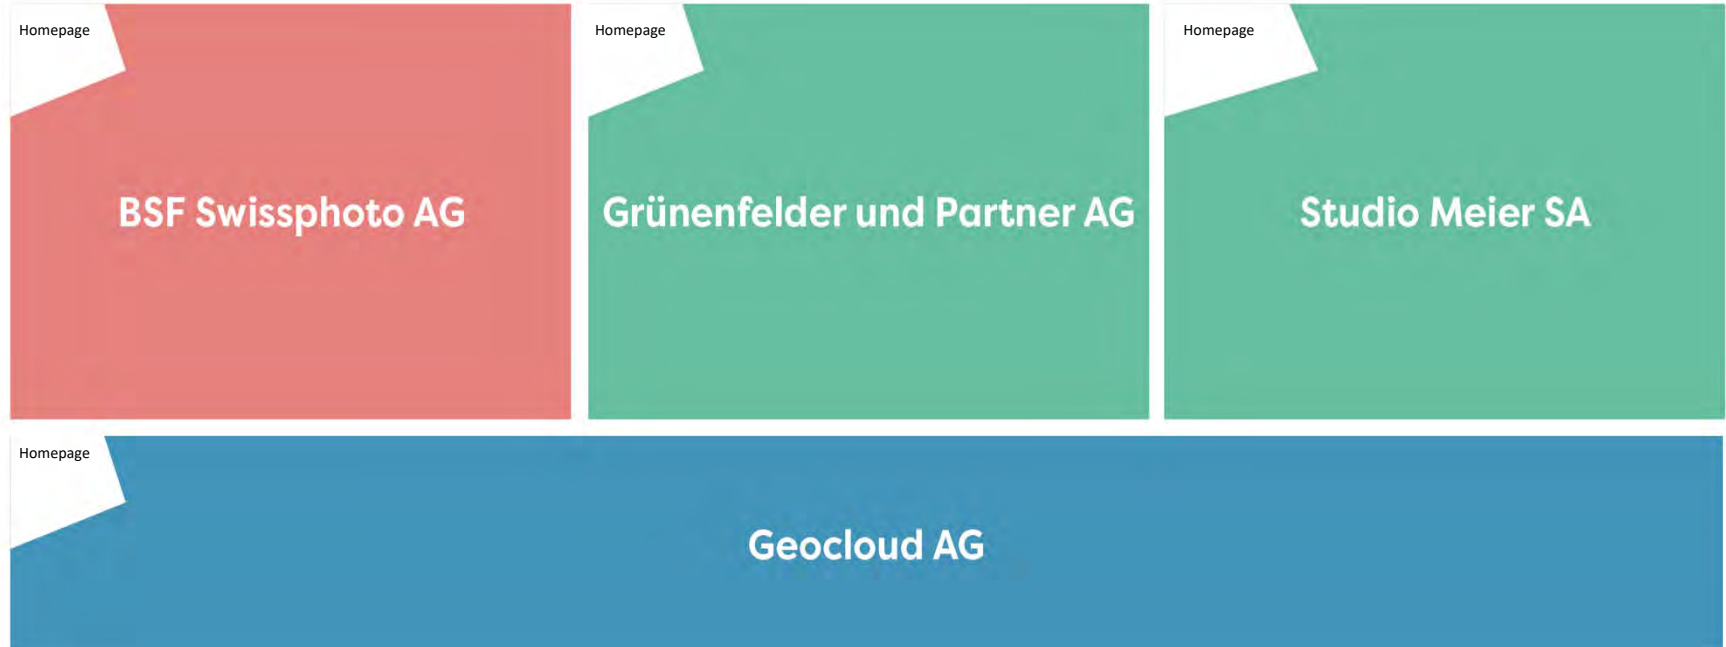 Homepage
Homepage
Homepage
BSF Swissphoto AG
Grünenfelder und Partner AG
Studio Meier SA
Homepage
Geocloud AG